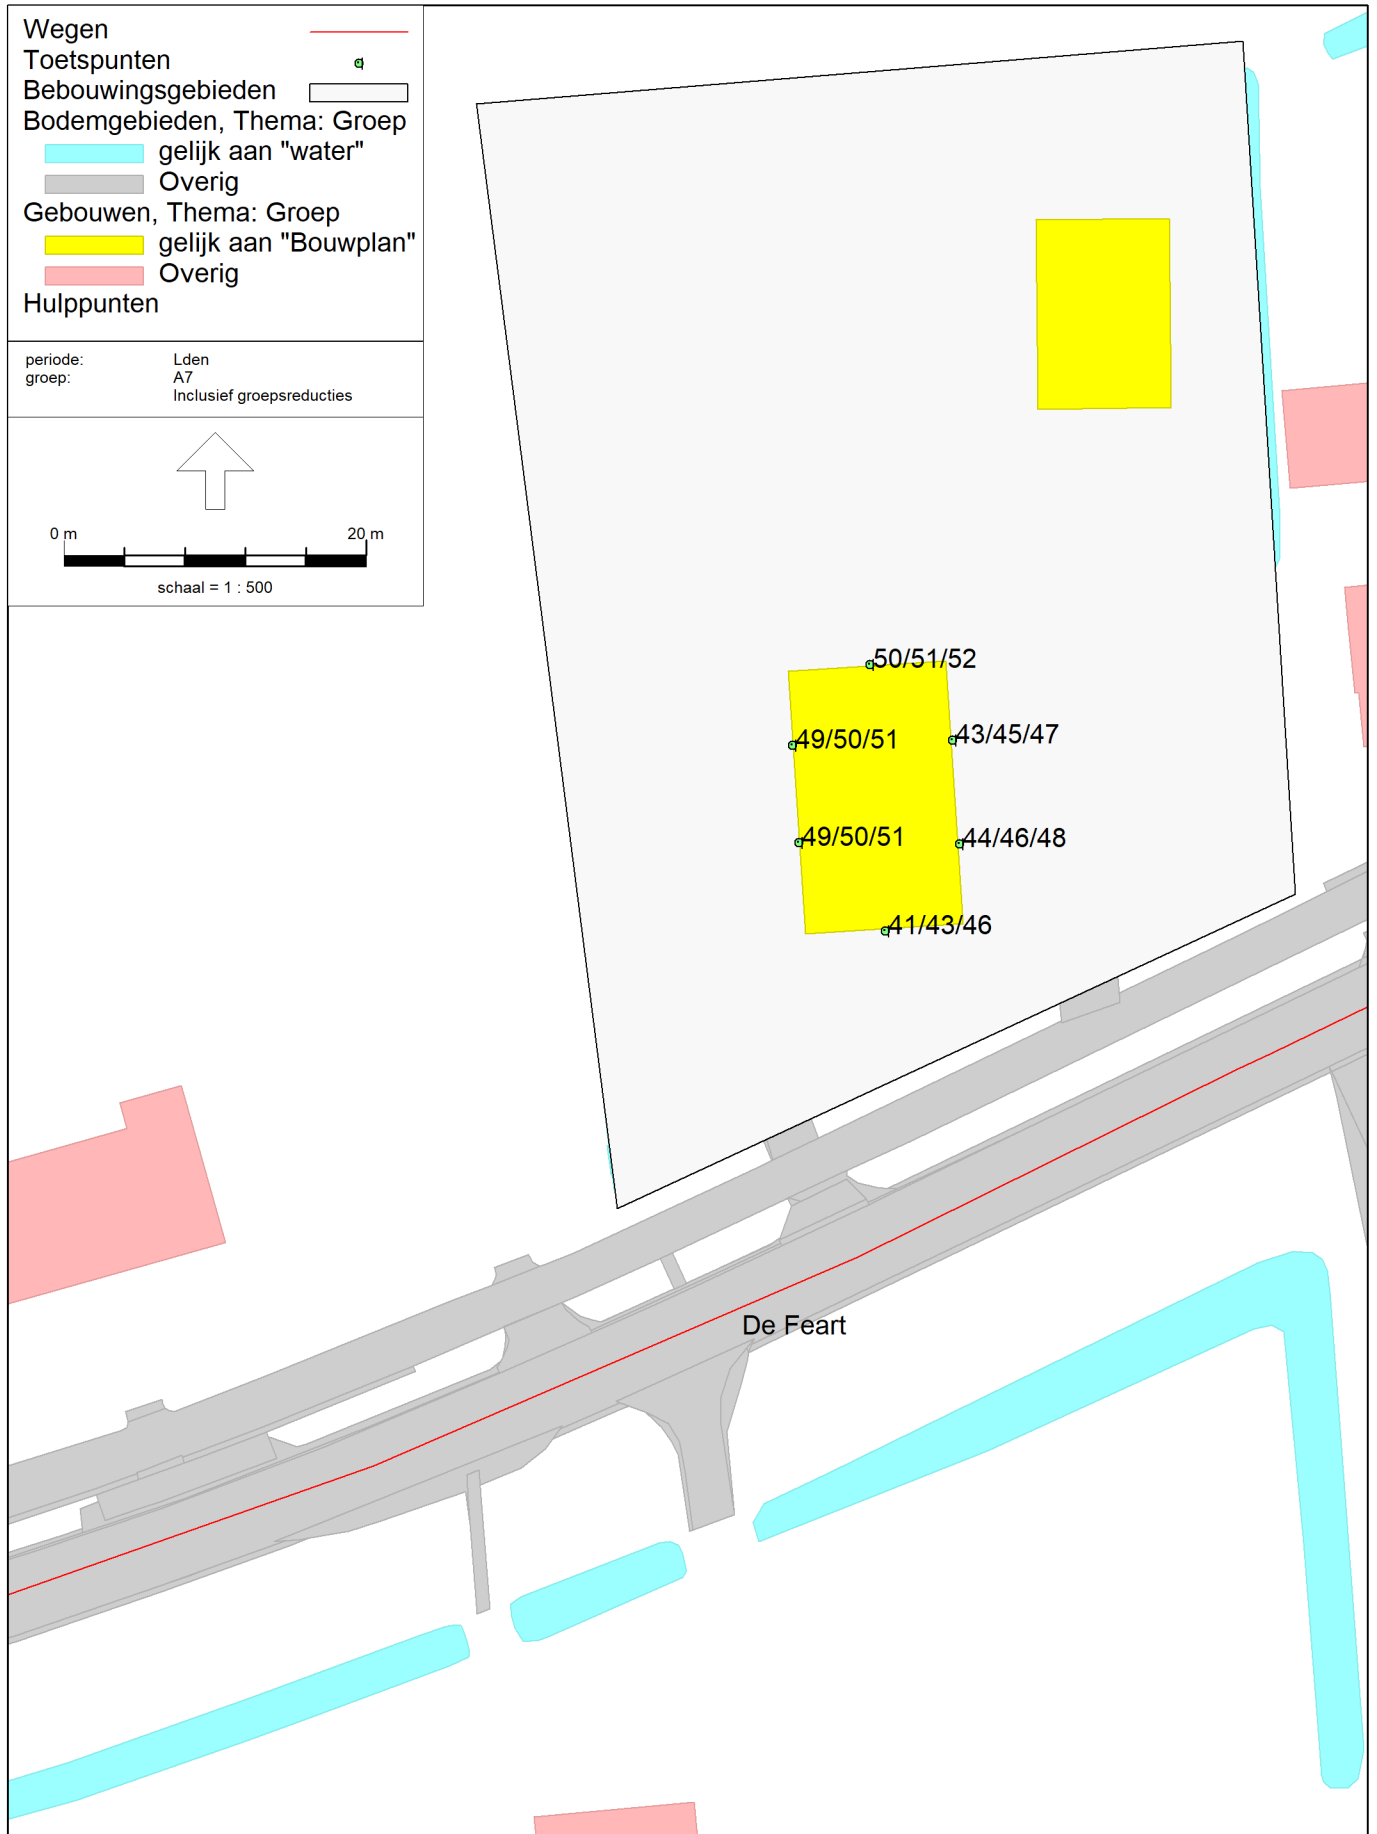 Wegen
Toetspunten
Bebouwingsgebieden
Bodemgebieden, Thema: Groep
gelijk aan "water"
Overig
Gebouwen, Thema: Groep
gelijk aan "Bouwplan"
Overig
Hulppunten
periode: Lden
groep: A7
Inclusief groepsreducties
0 m 20 m
schaal = 1 : 500
50/51/52
49/50/51 43/45/47
49/50/51 44/46/48
41/43/46
De Feart